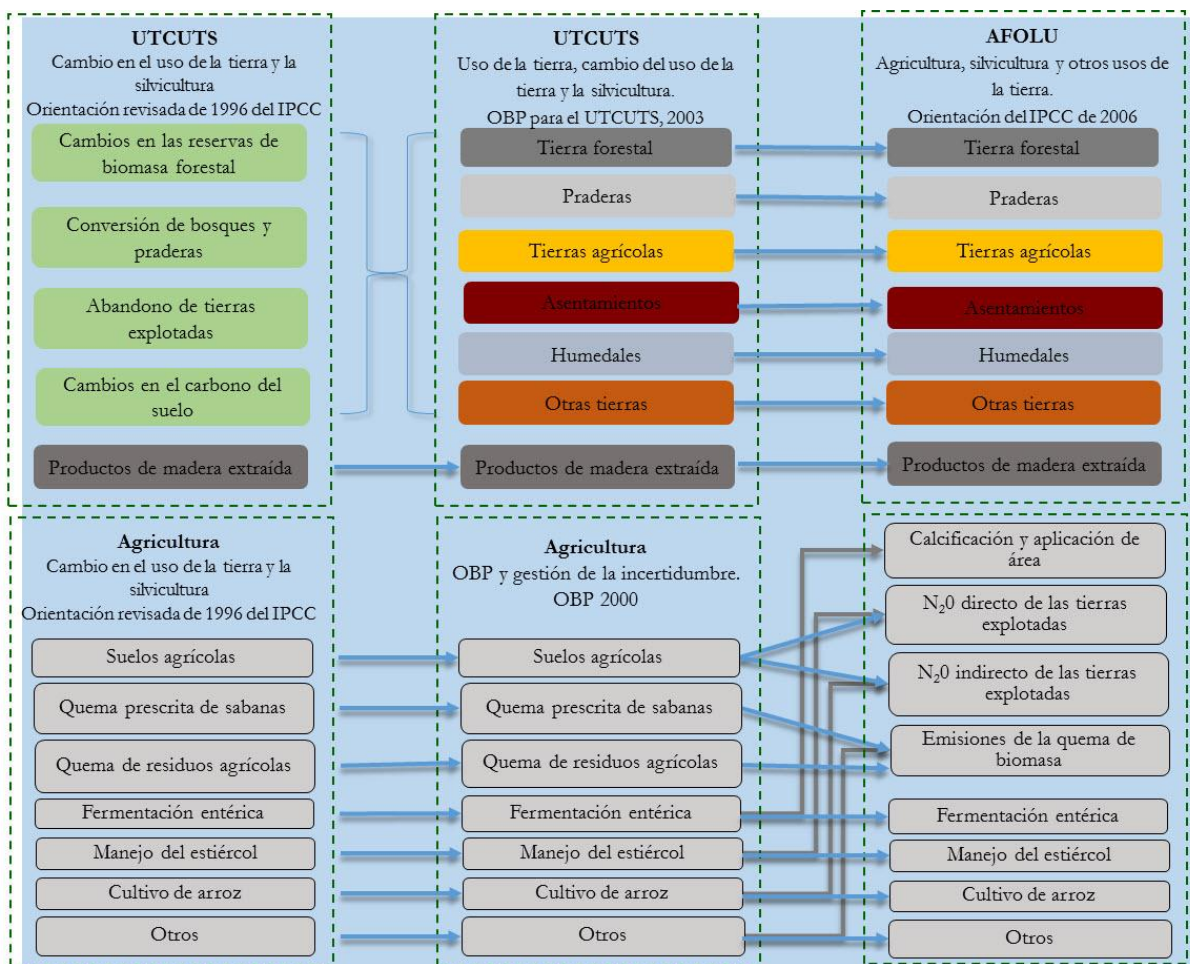 UTCUTS
Cambio en el uso de la tierra y la
silvicultura
Orientación revisada de 1996 del IPCC
Cambios en las reservas de
biomasa forestal
Conversión de bosques y
praderas
Abandono de tierras
explotadas
Cambios en el carbono del
suelo
Productos de madera extraída
UTCUTS
Uso de la tierra, cambio del uso de la
tierra y la silvicultura.
OBP para el UTCUTS, 2003
Tierra forestal
Praderas
Tierras agrícolas
Asentamientos
Humedales
Otras tierras
Productos de madera extraída
AFOLU
Agricultura, silvicultura y otros usos de
la tierra.
Orientación del IPCC de 2006
Tierra forestal
Praderas
Tierras agrícolas
Asentamientos
Humedales
Otras tierras
Productos de madera extraída
Agricultura
Cambio en el uso de la tierra y la
silvicultura
Orientación revisada de 1996 del IPCC
Suelos agrícolas
Quema prescrita de sabanas
Quema de residuos agrícolas
Fermentación entérica
Manejo del estiércol
Cultivo de arroz
Otros
Agricultura
OBP y gestión de la incertidumbre.
OBP 2000
Suelos agrícolas
Quema prescrita de sabanas
Quema de residuos agrícolas
Fermentación entérica
Manejo del estiércol
Cultivo de arroz
Otros
Calcificación y aplicación de
área
N₂0 directo de las tierras
explotadas
N₂0 indirecto de las tierras
explotadas
Emisiones de la quema de
biomasa
Fermentación entérica
Manejo del estiércol
Cultivo de arroz
Otros